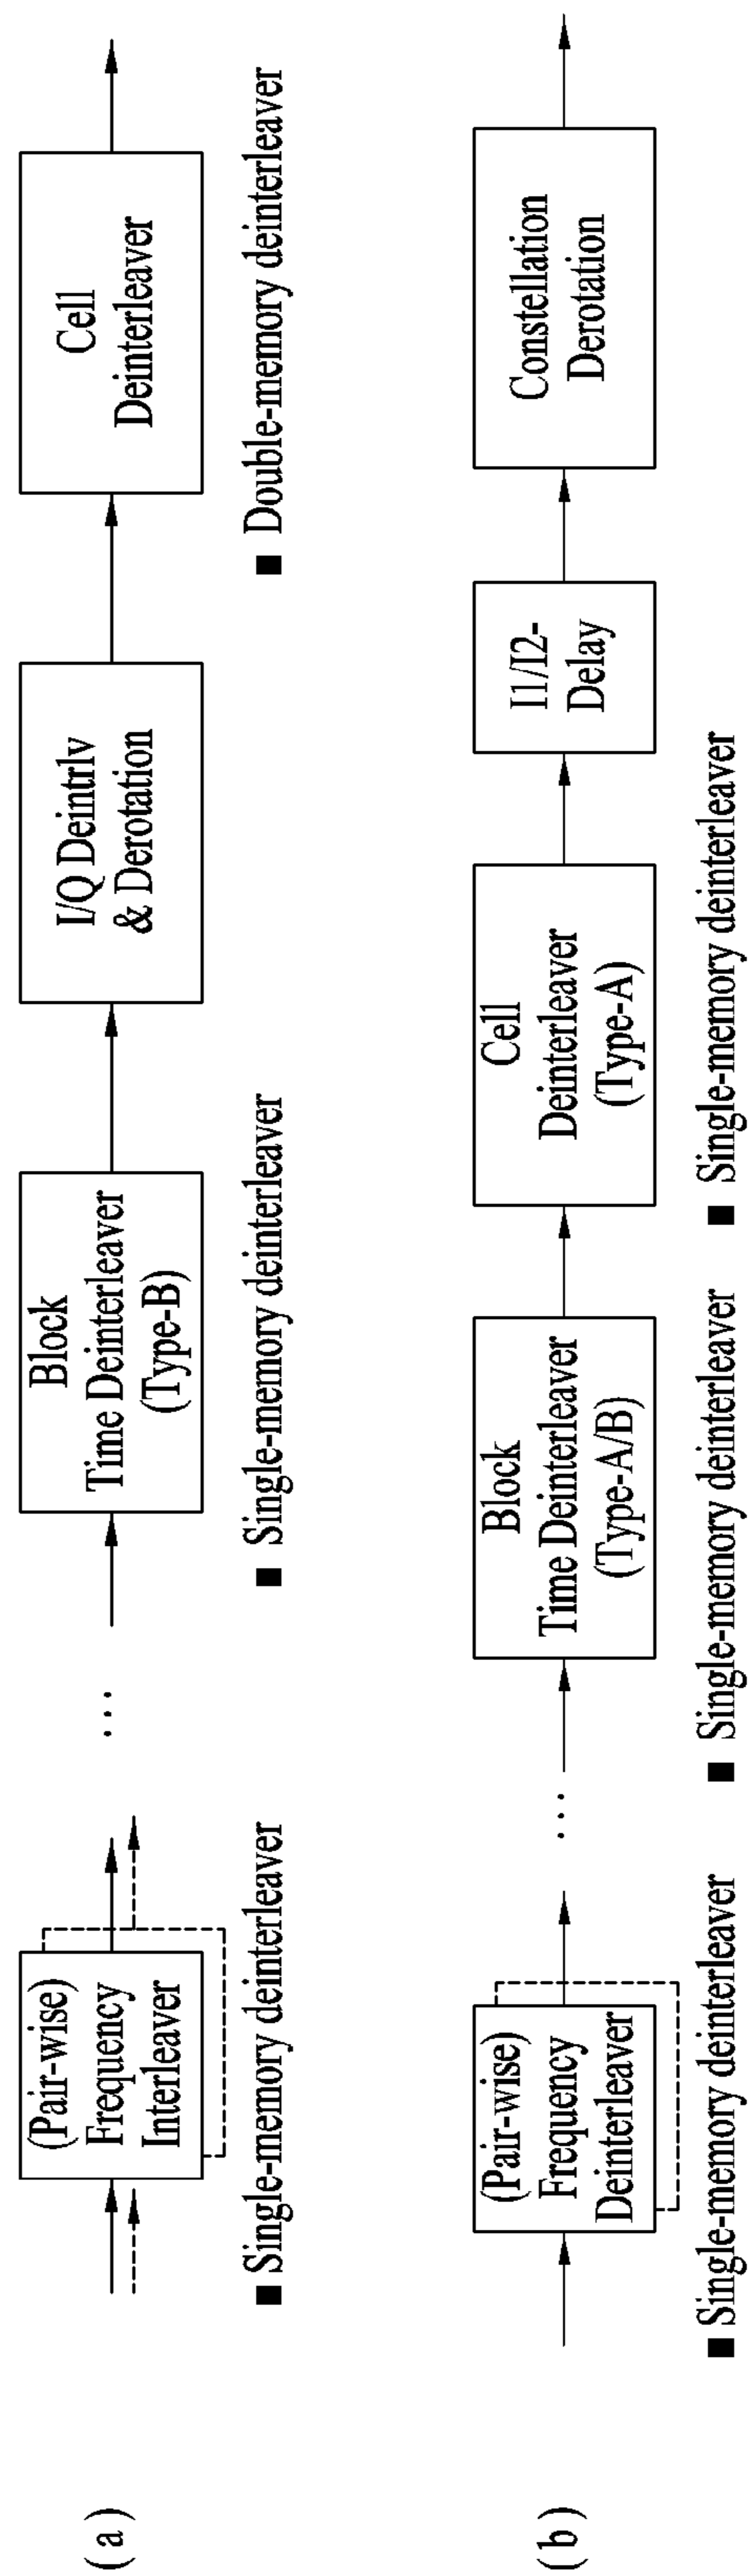 (a)
(Pair-wise)
Frequency
Interleaver
■ Single-memory deinterleaver
...
Block
Time Deinterleaver
(Type-B)
■ Single-memory deinterleaver
I/Q Deintrlv
& Derotation
Cell
Deinterleaver
■ Double-memory deinterleaver
(b)
(Pair-wise)
Frequency
Deinterleaver
■ Single-memory deinterleaver
...
Block
Time Deinterleaver
(Type-A/B)
■ Single-memory deinterleaver
Cell
Deinterleaver
(Type-A)
■ Single-memory deinterleaver
I1/I2-
Delay
Constellation
Derotation